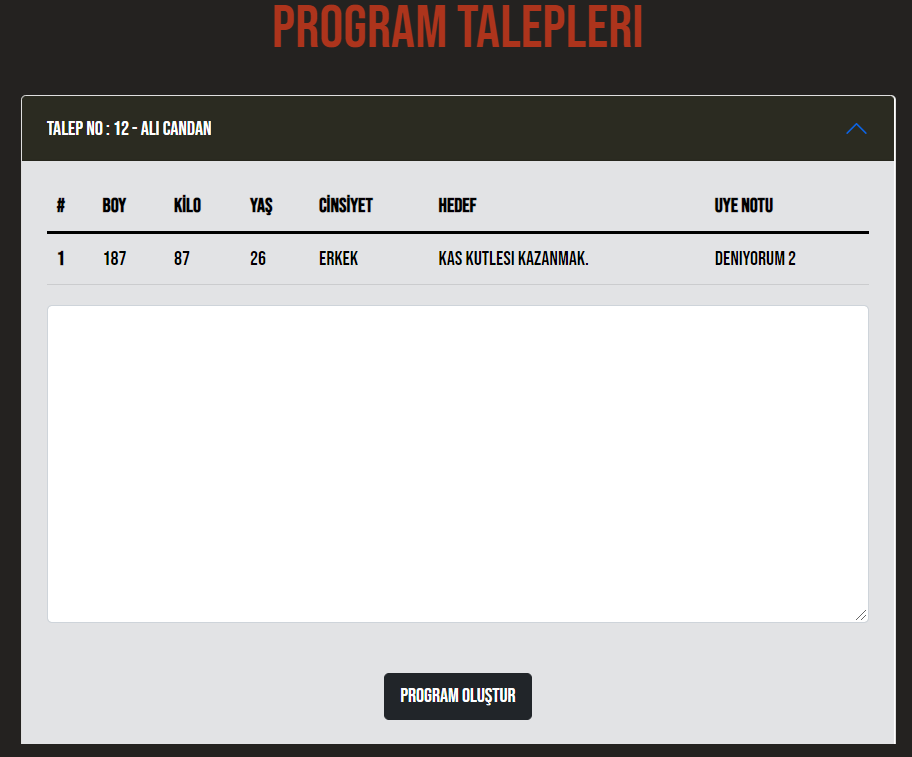 PROGRAM TALEPLERI
TALEP NO : 12 - ALI CANDAN
# BOY KİLO YAŞ CİNSİYET HEDEF UYE NOTU
1 187 87 26 ERKEK KAS KUTLESI KAZANMAK. DENIYORUM 2
PROGRAM OLUŞTUR